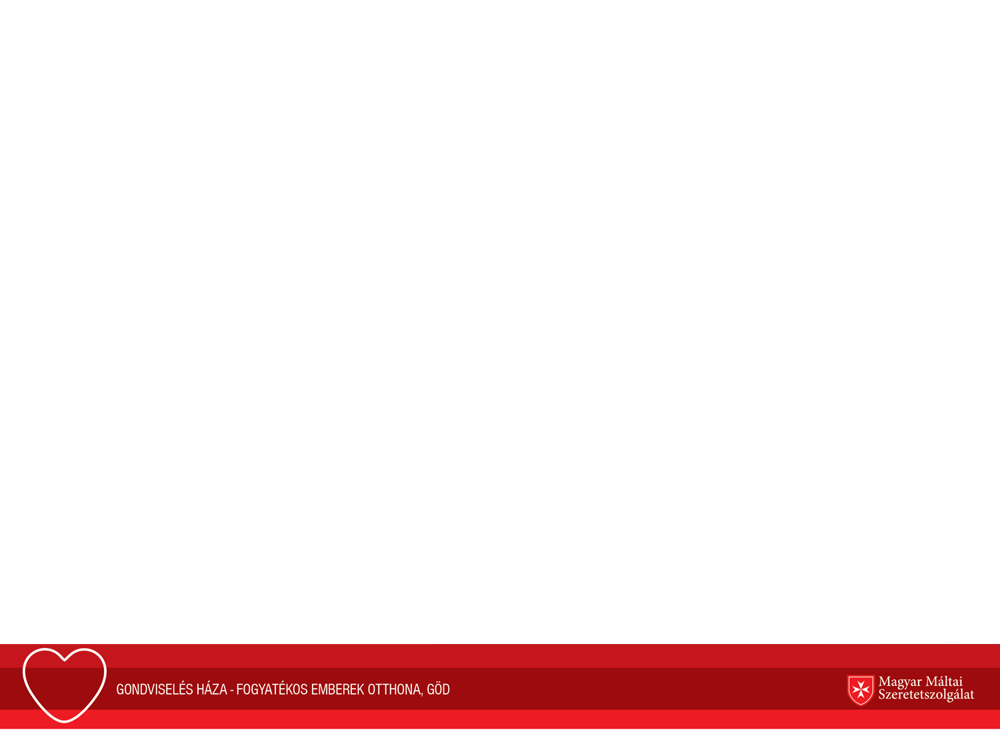 GONDVISELÉS HÁZA - FOGYATÉKOS EMBEREK OTTHONA, GÖD
Magyar Máltai
Szeretetszolgálat